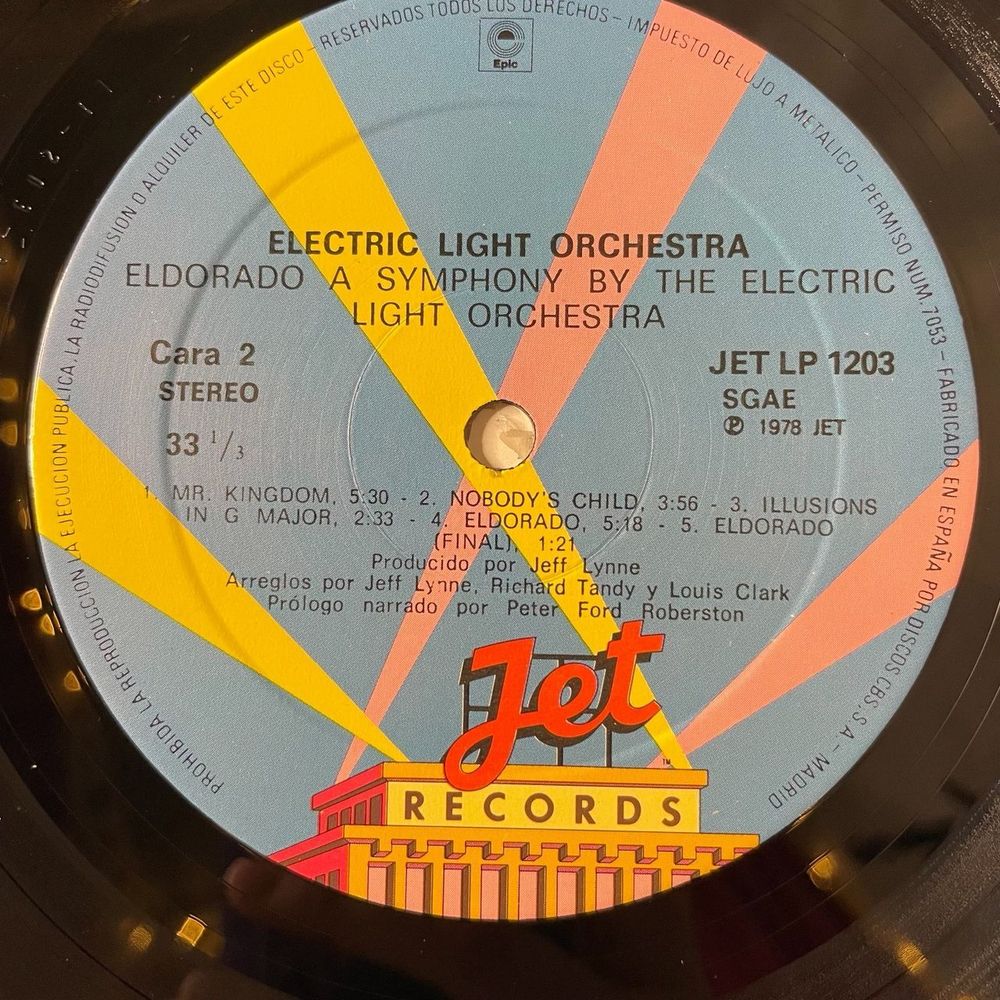 PROHIBIDA LA REPRODUCCION LA EJECUCION PUBLICA. LA RADIODIFUSION O ALQUILER DE ESTE DISCO – RESERVADOS TODOS LOS DERECHOS – IMPUESTO DE LUJO A METALICO – PERMISO NUM. 7053 – FABRICADO EN ESPAÑA POR DISCOS CBS, S. A. – MADRID
Epic
ELECTRIC LIGHT ORCHESTRA
ELDORADO A SYMPHONY BY THE ELECTRIC
LIGHT ORCHESTRA
Cara 2
STEREO
33 1/3
JET LP 1203
SGAE
Ⓟ 1978 JET
1. MR. KINGDOM, 5:30 - 2. NOBODY'S CHILD, 3:56 - 3. ILLUSIONS
IN G MAJOR, 2:33 - 4. ELDORADO, 5:18 - 5. ELDORADO
(FINAL), 1:21
Producido por Jeff Lynne
Arreglos por Jeff Lynne, Richard Tandy y Louis Clark
Prólogo narrado por Peter Ford Roberston
Jet
TM
RECORDS